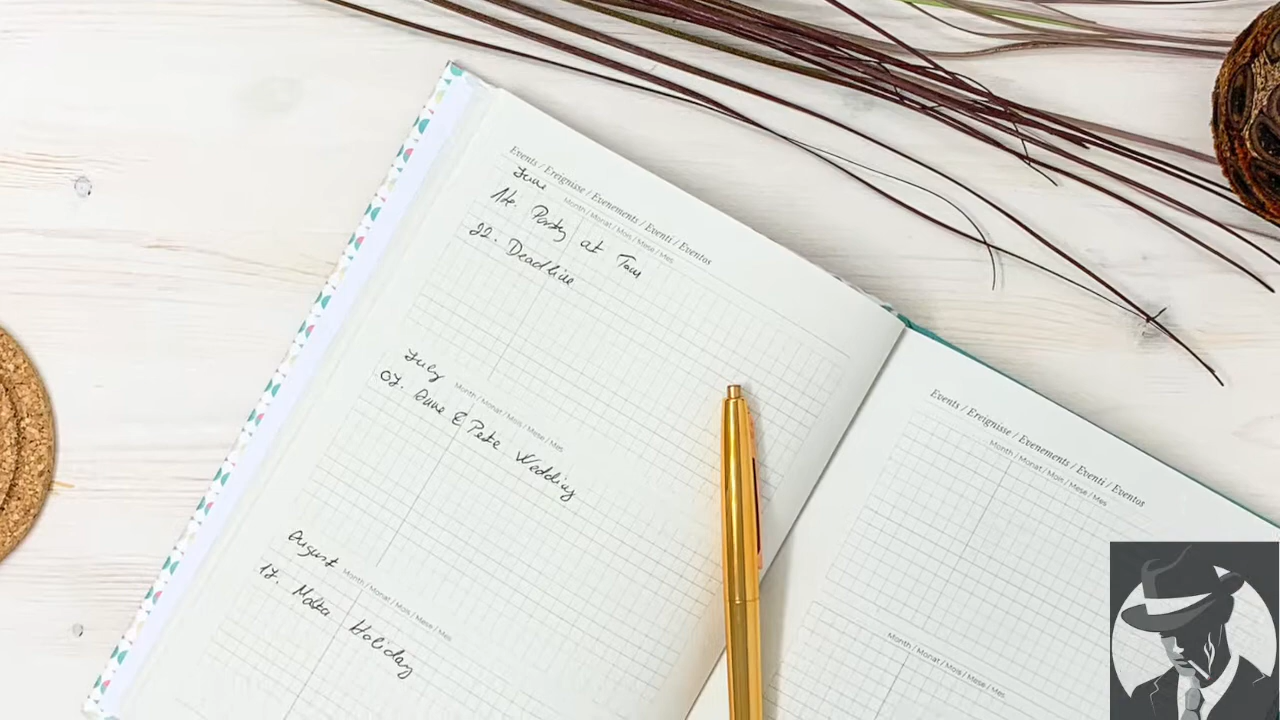 Events / Ereignisse / Evenements / Eventi / Eventos
June
Month / Monat / Mois / Mese / Mes
14. Party at Tom
22. Deadline
July
Month / Monat / Mois / Mese / Mes
07. Anne & Pete Wedding
August
Month / Monat / Mois / Mese / Mes
17. Malta Holiday
Events / Ereignisse / Evenements / Eventi / Eventos
Month / Monat / Mois / Mese / Mes
Month / Monat / Mois / Mese / Mes